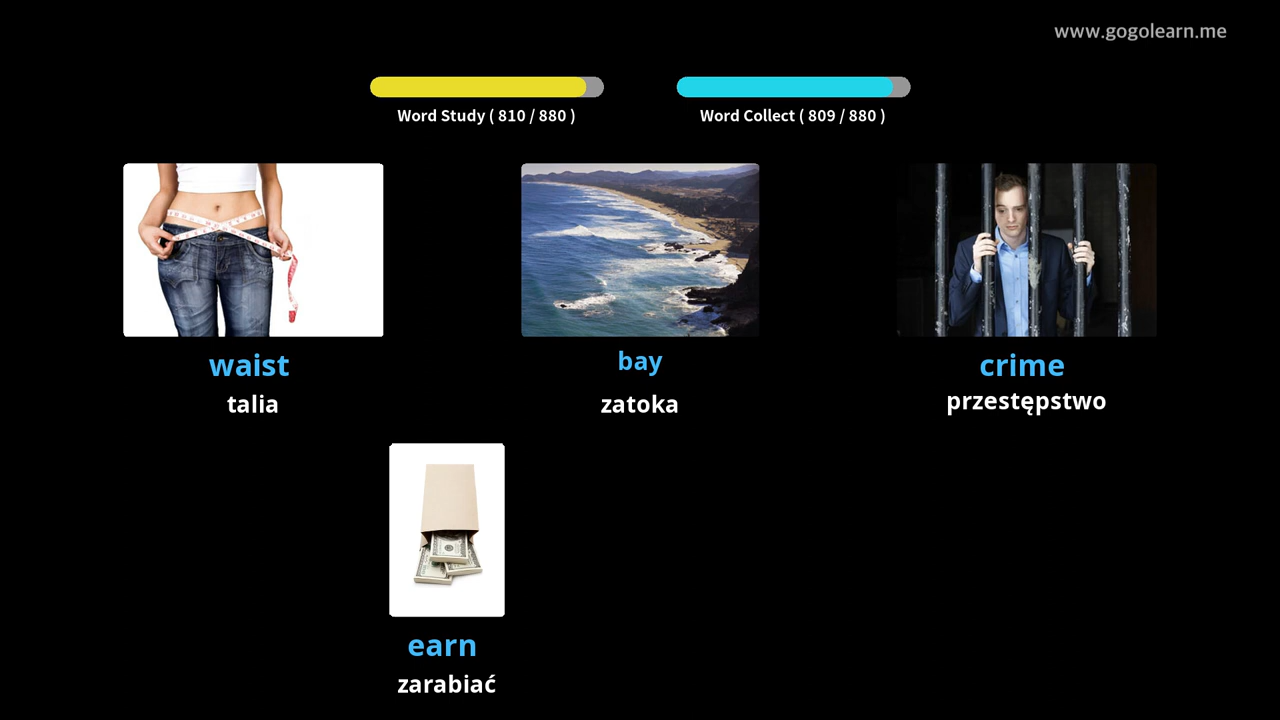 www.gogolearn.me
Word Study ( 810 / 880 )
Word Collect ( 809 / 880 )
waist
talia
bay
zatoka
crime
przestępstwo
earn
zarabiać